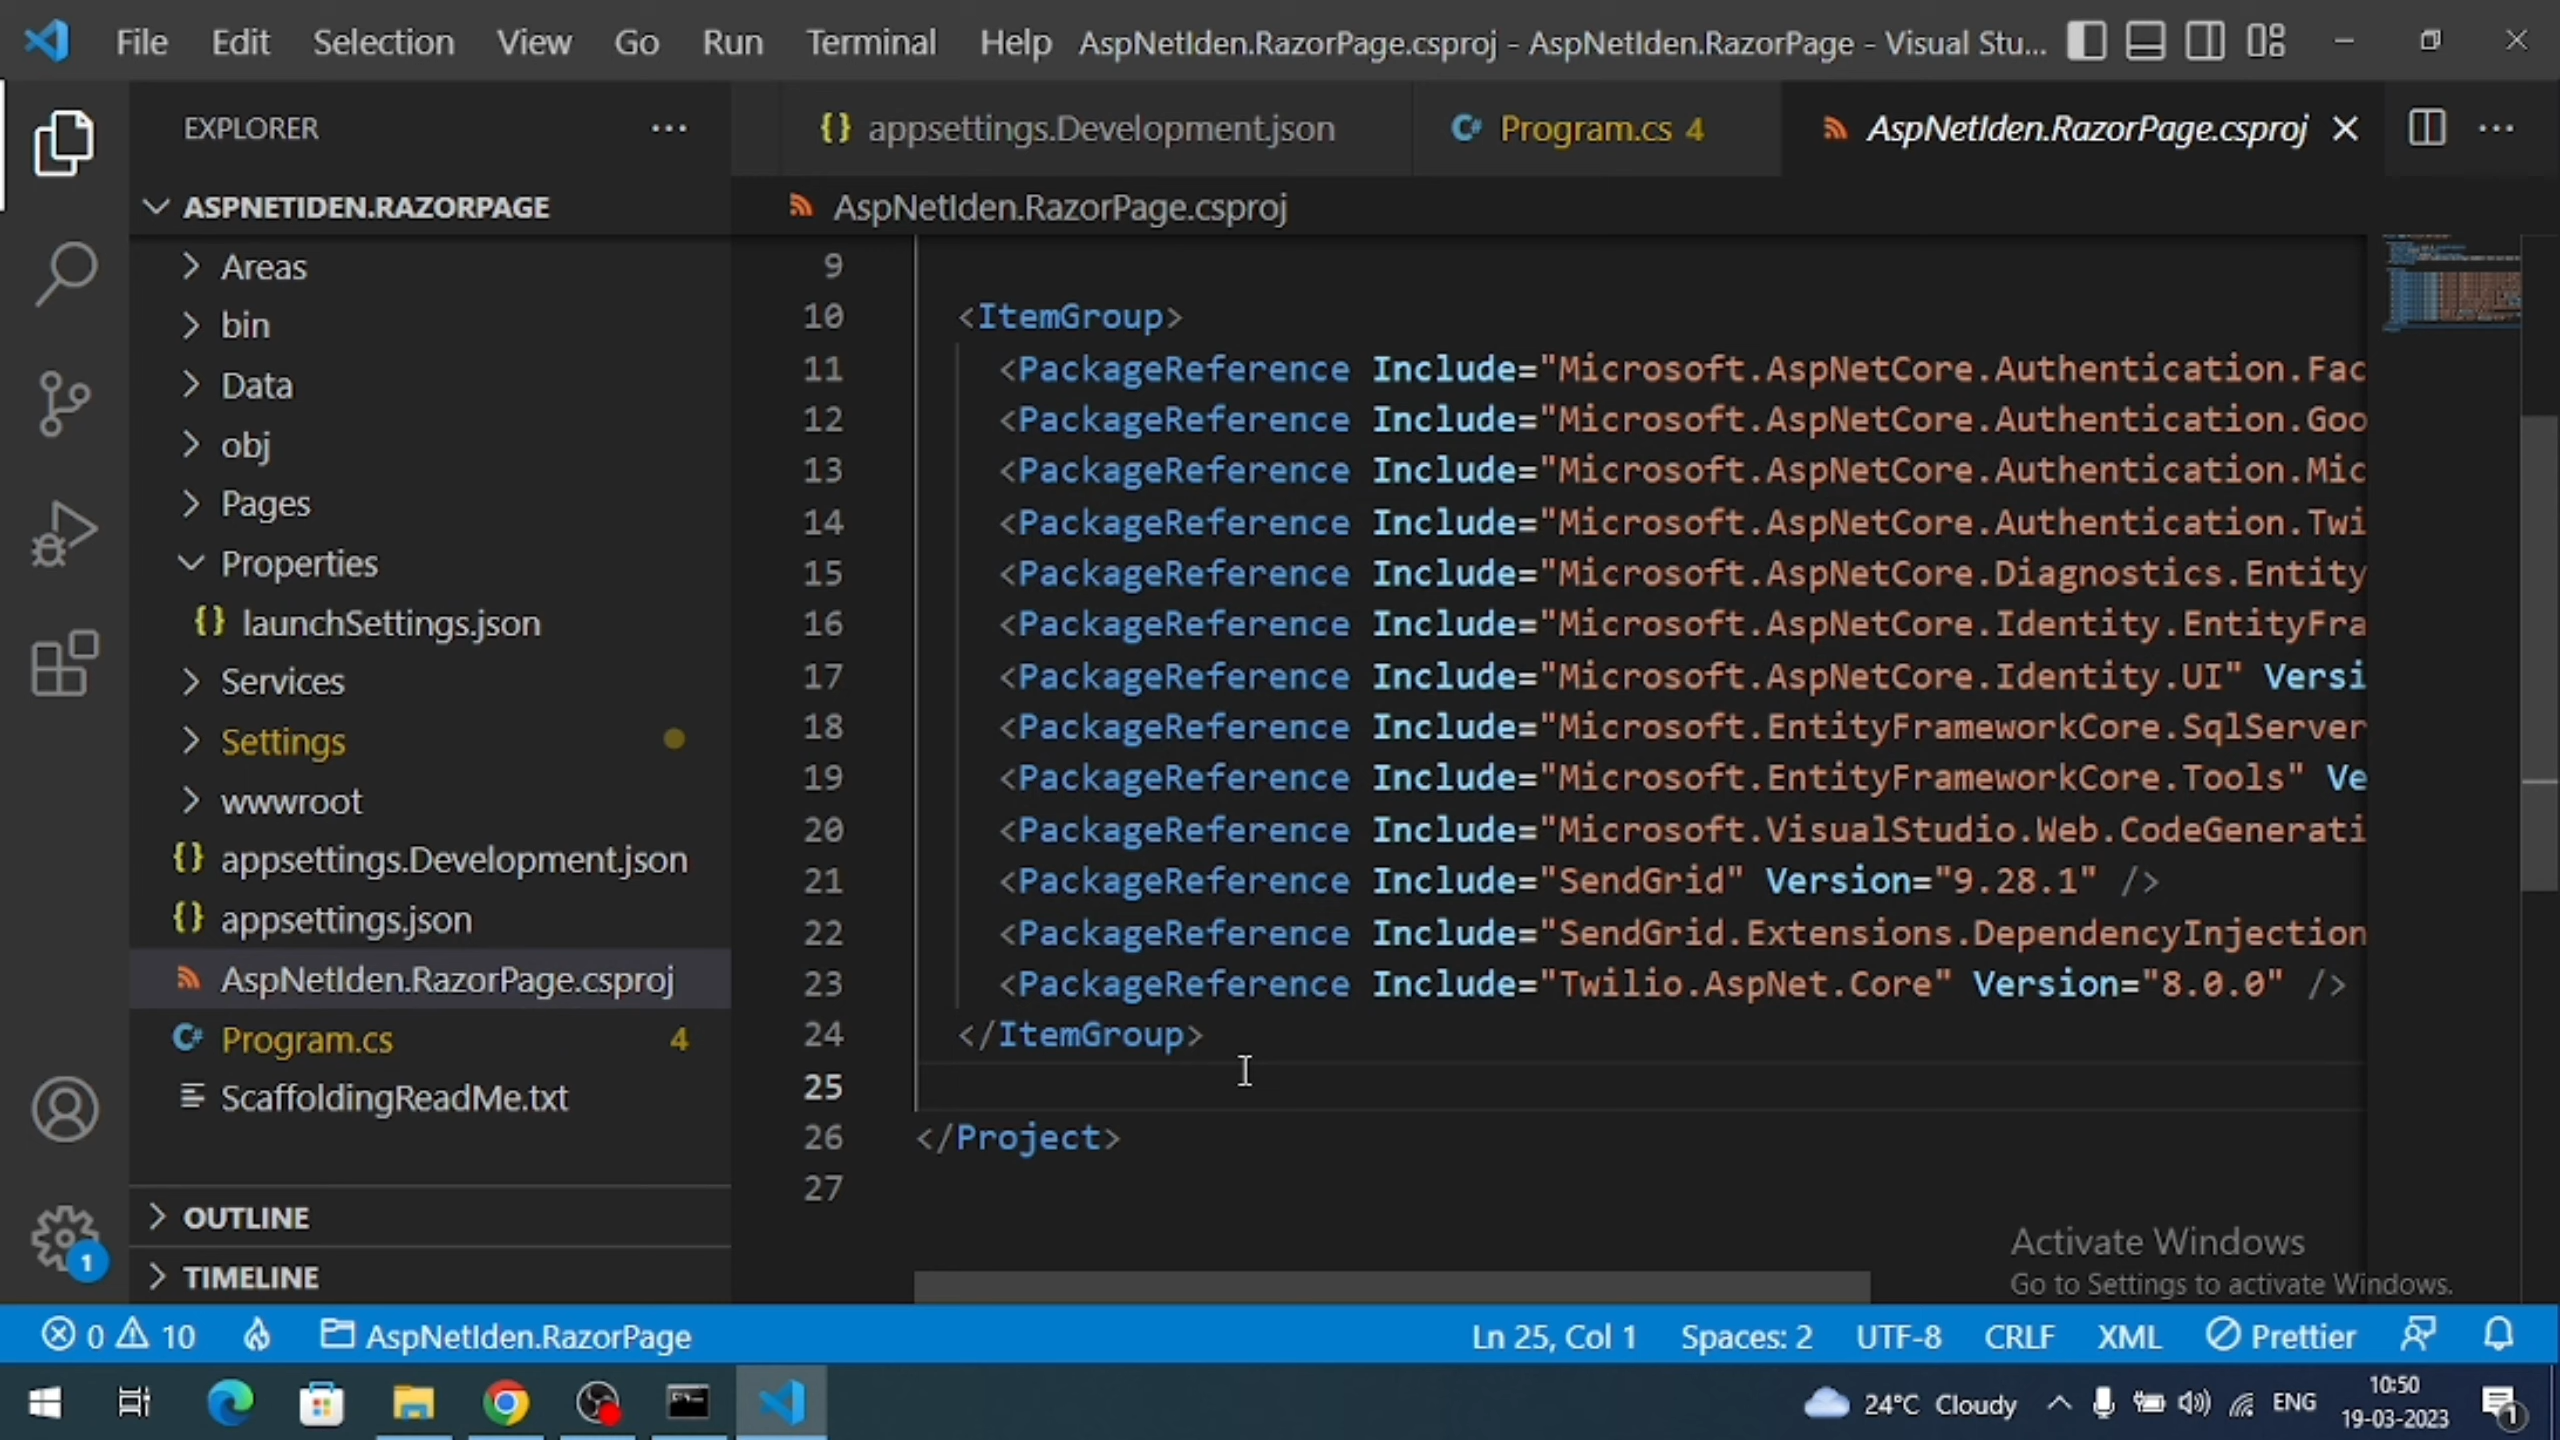 File Edit Selection View Go Run Terminal Help AspNetIden.RazorPage.csproj - AspNetIden.RazorPage - Visual Stu...
EXPLORER
ASPNETIDEN.RAZORPAGE
Areas
bin
Data
obj
Pages
Properties
{} launchSettings.json
Services
Settings
wwwroot
{} appsettings.Development.json
{} appsettings.json
AspNetIden.RazorPage.csproj
C# Program.cs 4
ScaffoldingReadMe.txt
OUTLINE
TIMELINE
1
{} appsettings.Development.json C# Program.cs 4 AspNetIden.RazorPage.csproj
AspNetIden.RazorPage.csproj
9
10 <ItemGroup>
11 <PackageReference Include="Microsoft.AspNetCore.Authentication.Fac
12 <PackageReference Include="Microsoft.AspNetCore.Authentication.Goo
13 <PackageReference Include="Microsoft.AspNetCore.Authentication.Mic
14 <PackageReference Include="Microsoft.AspNetCore.Authentication.Twi
15 <PackageReference Include="Microsoft.AspNetCore.Diagnostics.Entity
16 <PackageReference Include="Microsoft.AspNetCore.Identity.EntityFra
17 <PackageReference Include="Microsoft.AspNetCore.Identity.UI" Versi
18 <PackageReference Include="Microsoft.EntityFrameworkCore.SqlServer
19 <PackageReference Include="Microsoft.EntityFrameworkCore.Tools" Ve
20 <PackageReference Include="Microsoft.VisualStudio.Web.CodeGenerati
21 <PackageReference Include="SendGrid" Version="9.28.1" />
22 <PackageReference Include="SendGrid.Extensions.DependencyInjection
23 <PackageReference Include="Twilio.AspNet.Core" Version="8.0.0" />
24 </ItemGroup>
25
26 </Project>
27
Activate Windows
Go to Settings to activate Windows.
0 10 AspNetIden.RazorPage Ln 25, Col 1 Spaces: 2 UTF-8 CRLF XML Prettier
24°C Cloudy ENG 10:50
19-03-2023
1